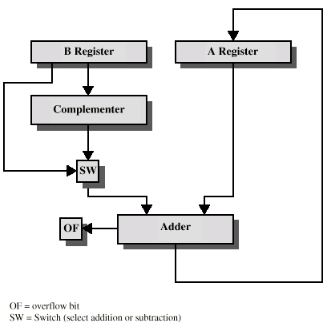 B Register
A Register
Complementer
SW
OF
Adder
OF = overflow bit
SW = Switch (select addition or subtraction)